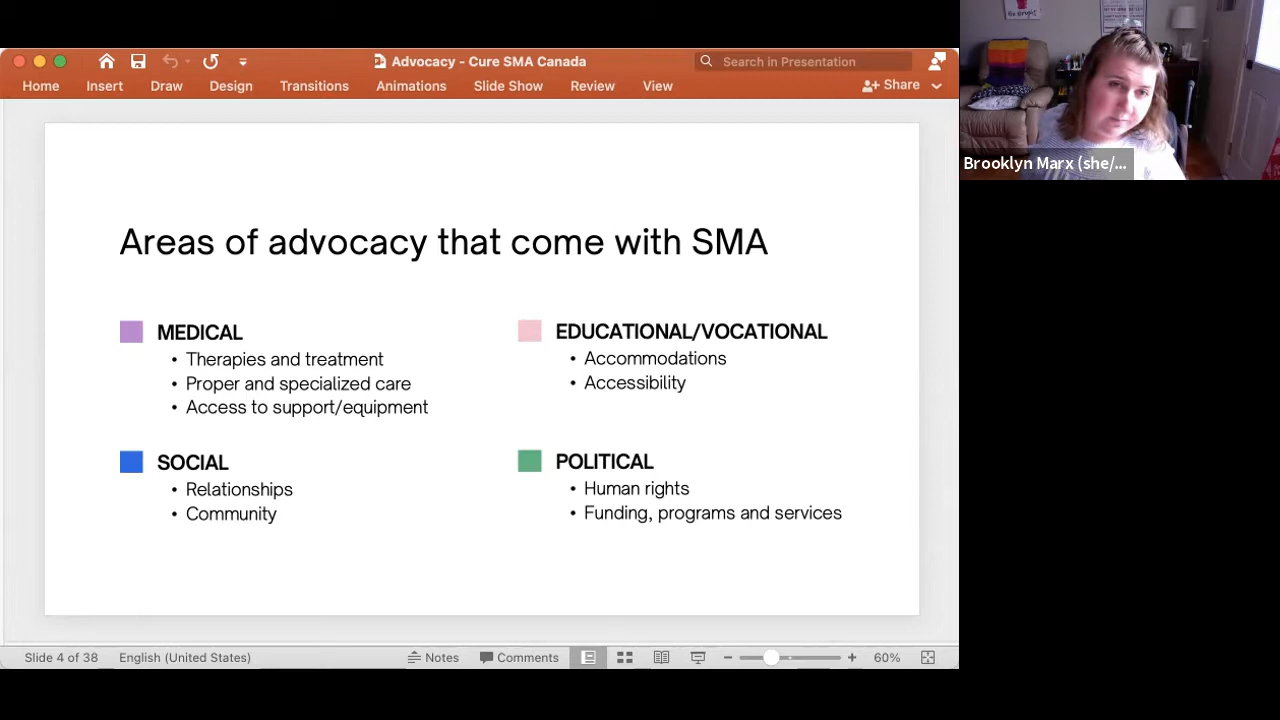 Advocacy - Cure SMA Canada
Search in Presentation
Home Insert Draw Design Transitions Animations Slide Show Review View Share
Areas of advocacy that come with SMA
MEDICAL
• Therapies and treatment
• Proper and specialized care
• Access to support/equipment
EDUCATIONAL/VOCATIONAL
• Accommodations
• Accessibility
SOCIAL
• Relationships
• Community
POLITICAL
• Human rights
• Funding, programs and services
Slide 4 of 38 English (United States) Notes Comments 60%
Brooklyn Marx (she/...